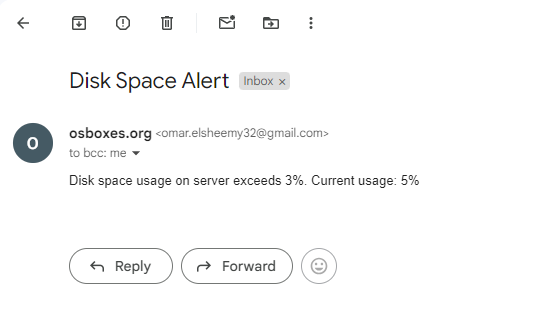 Disk Space Alert Inbox ×
O
osboxes.org <omar.elsheemy32@gmail.com>
to bcc: me
Disk space usage on server exceeds 3%. Current usage: 5%
Reply Forward